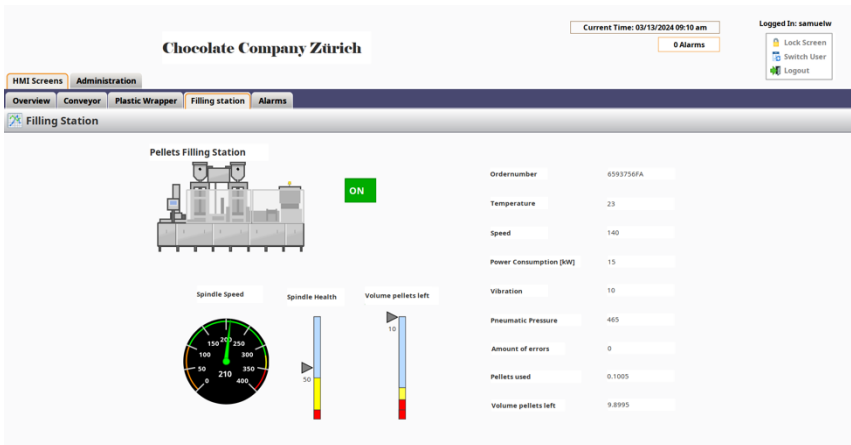 Current Time: 03/13/2024 09:10 am
Logged In: samuelw
Chocolate Company Zürich
0 Alarms
Lock Screen
Switch User
Logout
HMI Screens Administration
Overview Conveyor Plastic Wrapper Filling station Alarms
Filling Station
Pellets Filling Station
ON
Ordernumber 6593756FA
Temperature 23
Speed 140
Power Consumption [kW] 15
Vibration 10
Pneumatic Pressure 465
Amount of errors 0
Pellets used 0.1005
Volume pellets left 9.8995
Spindle Speed
0 50 100 150 200 250 300 350 400
210
Spindle Health
50
Volume pellets left
10